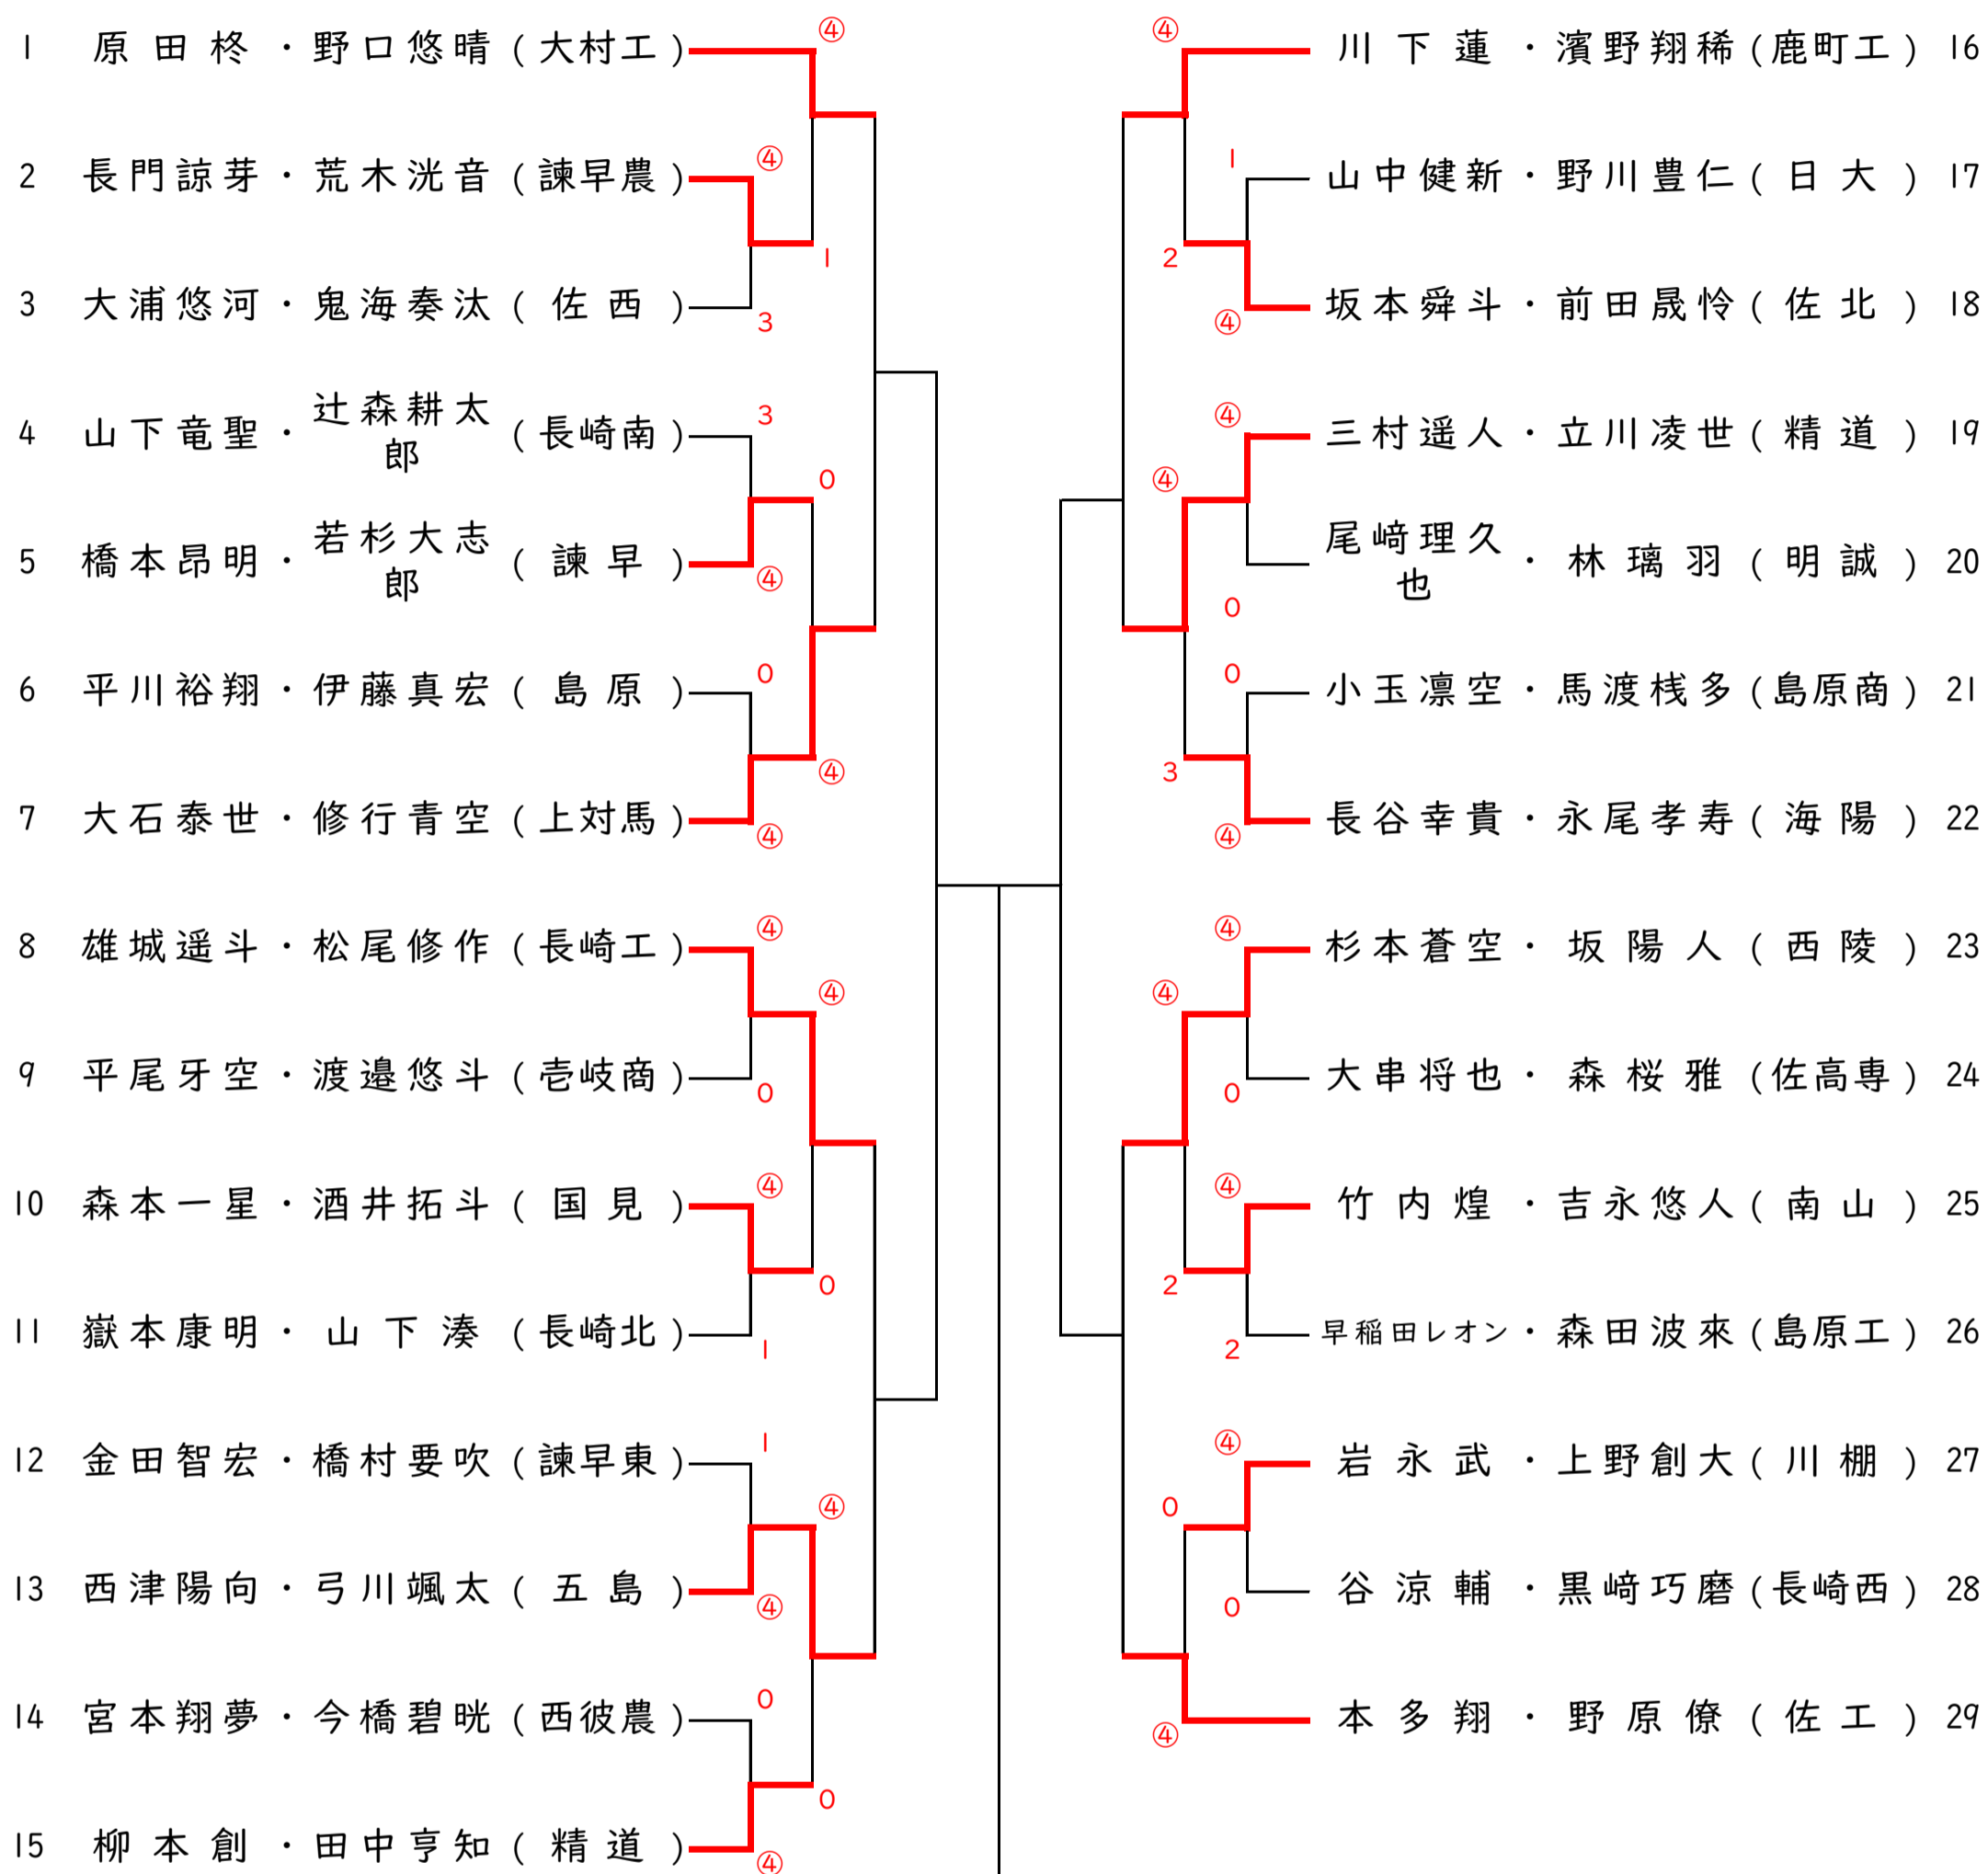 1 原田柊・野口悠晴(大村工) ④
2 長門諒芽・荒木洸音(諫早農) ④
1
3 大浦悠河・鬼海奏汰(佐西) 3
4 山下竜聖・辻森耕太郎(長崎南) 3
0
5 橋本昂明・若杉大志郎(諫早) ④
6 平川裕翔・伊藤真宏(島原) 0
④
7 大石泰世・修行青空(上対馬) ④
8 雄城遥斗・松尾修作(長崎工) ④
④
9 平尾牙空・渡邉悠斗(壱岐商) 0
10 森本一星・酒井拓斗(国見) ④
0
11 嶽本康明・山下湊(長崎北) 1
12 金田智宏・橋村要吹(諫早東) 1
④
13 西津陽向・弓川颯太(五島) ④
14 宮本翔夢・今橋碧晄(西彼農) 0
0
15 柳本創・田中亨知(精道) ④
④ 川下蓮・濱野翔稀(鹿町工) 16
1 山中健新・野川豊仁(日大) 17
2
④ 坂本舜斗・前田晟怜(佐北) 18
④ 三村遥人・立川凌世(精道) 19
④
0 尾﨑理久也・林璃羽(明誠) 20
0 小玉凛空・馬渡桟多(島原商) 21
3
④ 長谷幸貴・永尾孝寿(海陽) 22
④ 杉本蒼空・坂陽人(西陵) 23
④
0 大串将也・森桜雅(佐高専) 24
④ 竹内煌・吉永悠人(南山) 25
2
2 早稲田レオン・森田波來(島原工) 26
④ 岩永武・上野創大(川棚) 27
0
0 谷涼輔・黒﨑巧磨(長崎西) 28
④ 本多翔・野原僚(佐工) 29